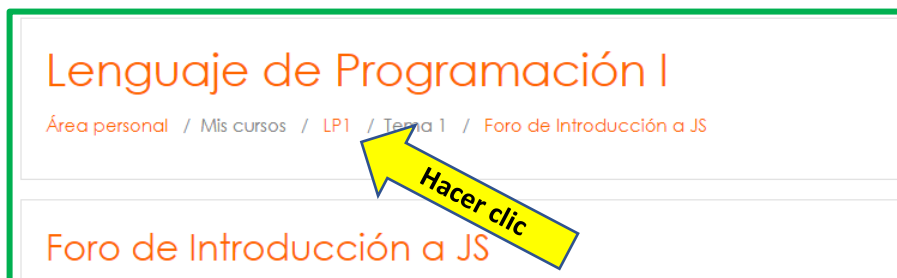 Lenguaje de Programación I
Área personal / Mis cursos / LP1 / Tema 1 / Foro de Introducción a JS
Hacer clic
Foro de Introducción a JS